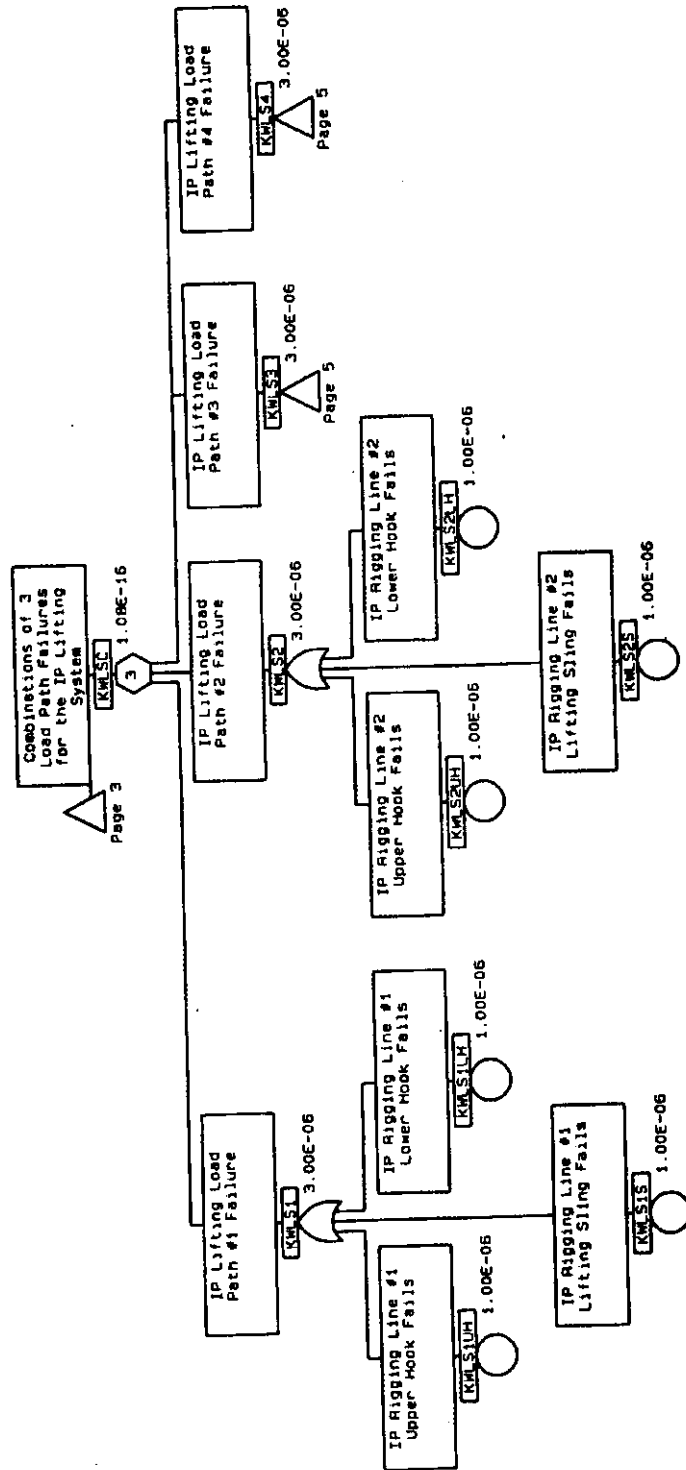 Combinations of 3
Load Path Failures
for the IP Lifting
System
KWLSC
1.08E-16
3
Page 3
IP Lifting Load
Path #1 Failure
KWLS1
3.00E-06
IP Lifting Load
Path #2 Failure
KWLS2
3.00E-06
IP Lifting Load
Path #3 Failure
KWLS3
3.00E-06
Page 5
IP Lifting Load
Path #4 Failure
KWLS4
3.00E-06
Page 5
IP Rigging Line #1
Upper Hook Fails
KWLS1UH
1.00E-06
IP Rigging Line #1
Lower Hook Fails
KWLS1LH
1.00E-06
IP Rigging Line #2
Upper Hook Fails
KWLS2UH
1.00E-06
IP Rigging Line #2
Lower Hook Fails
KWLS2LH
1.00E-06
IP Rigging Line #1
Lifting Sling Fails
KWLS1S
1.00E-06
IP Rigging Line #2
Lifting Sling Fails
KWLS2S
1.00E-06